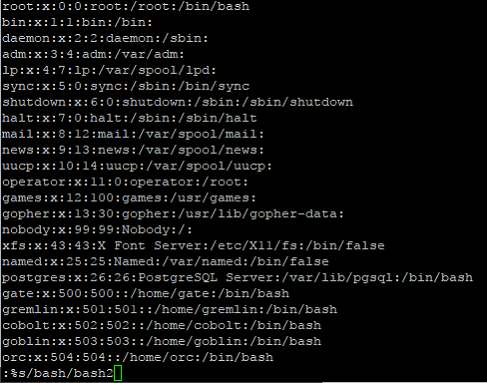 root:x:0:0:root:/root:/bin/bash
bin:x:1:1:bin:/bin:
daemon:x:2:2:daemon:/sbin:
adm:x:3:4:adm:/var/adm:
lp:x:4:7:lp:/var/spool/lpd:
sync:x:5:0:sync:/sbin:/bin/sync
shutdown:x:6:0:shutdown:/sbin:/sbin/shutdown
halt:x:7:0:halt:/sbin:/sbin/halt
mail:x:8:12:mail:/var/spool/mail:
news:x:9:13:news:/var/spool/news:
uucp:x:10:14:uucp:/var/spool/uucp:
operator:x:11:0:operator:/root:
games:x:12:100:games:/usr/games:
gopher:x:13:30:gopher:/usr/lib/gopher-data:
nobody:x:99:99:Nobody:/:
xfs:x:43:43:X Font Server:/etc/X11/fs:/bin/false
named:x:25:25:Named:/var/named:/bin/false
postgres:x:26:26:PostgreSQL Server:/var/lib/pgsql:/bin/bash
gate:x:500:500::/home/gate:/bin/bash
gremlin:x:501:501::/home/gremlin:/bin/bash
cobolt:x:502:502::/home/cobolt:/bin/bash
goblin:x:503:503::/home/goblin:/bin/bash
orc:x:504:504::/home/orc:/bin/bash
:%s/bash/bash2